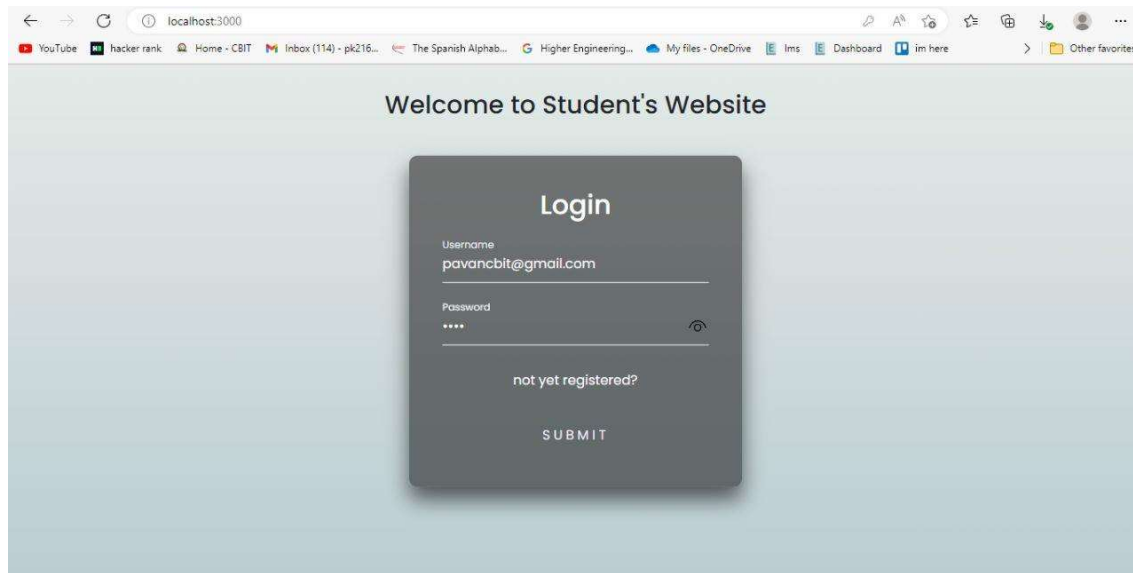 localhost:3000
YouTube hacker rank Home - CBIT Inbox (114) - pk216... The Spanish Alphab... Higher Engineering... My files - OneDrive lms Dashboard im here Other favorites
Welcome to Student's Website
Login
Username
pavancbit@gmail.com
Password
••••
not yet registered?
SUBMIT